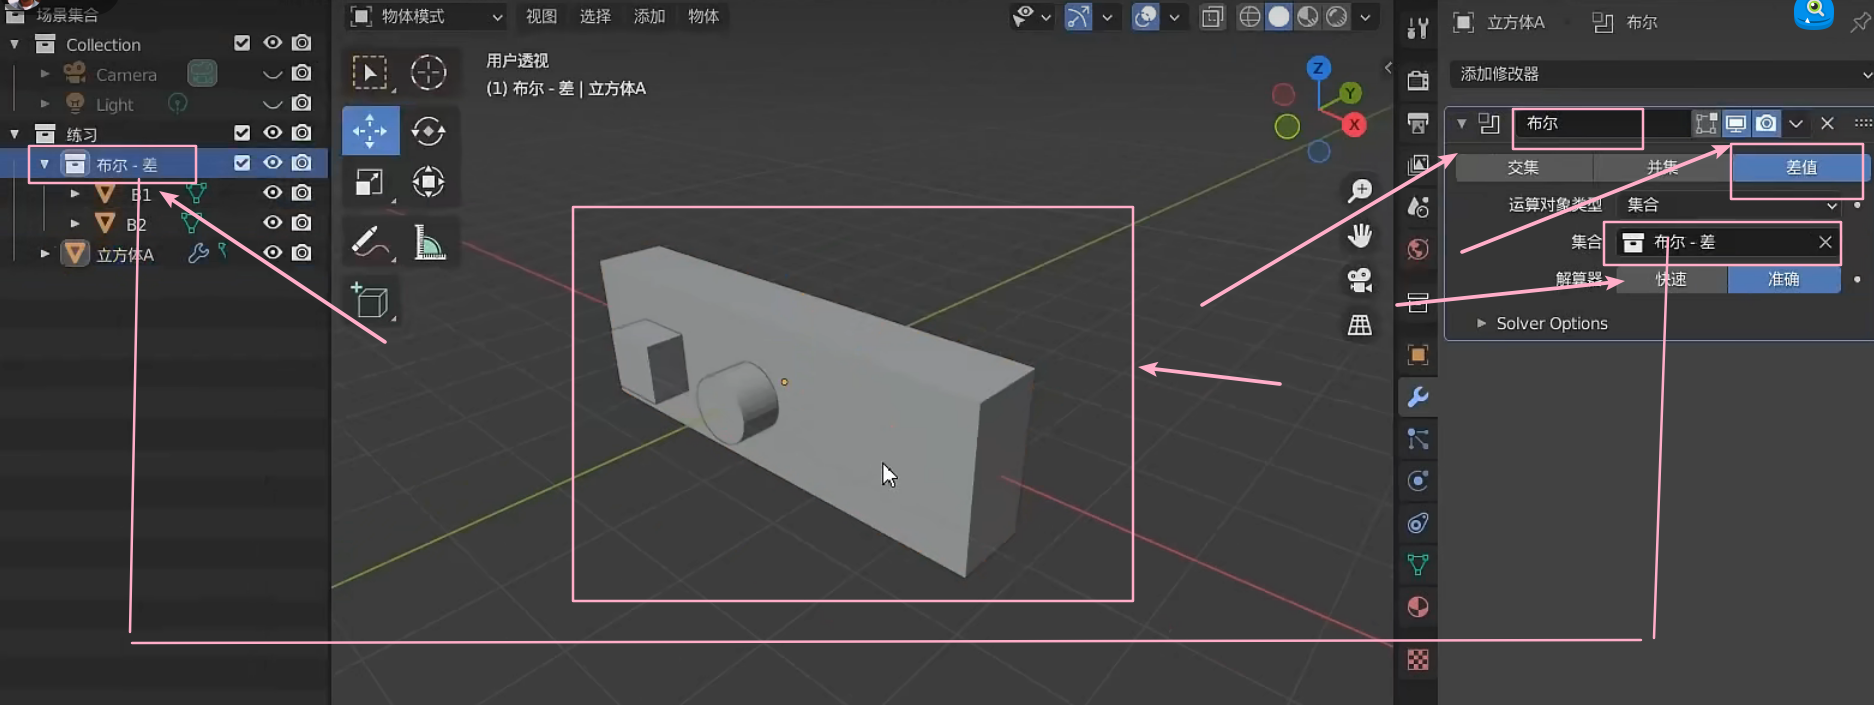 场景集合
Collection
Camera
Light
练习
布尔 - 差
B1
B2
立方体A
物体模式
视图
选择
添加
物体
用户透视
(1) 布尔 - 差 | 立方体A
Z
Y
X
立方体A
布尔
添加修改器
布尔
交集
并集
差值
运算对象类型
集合
集合
布尔 - 差
解算器
快速
准确
Solver Options